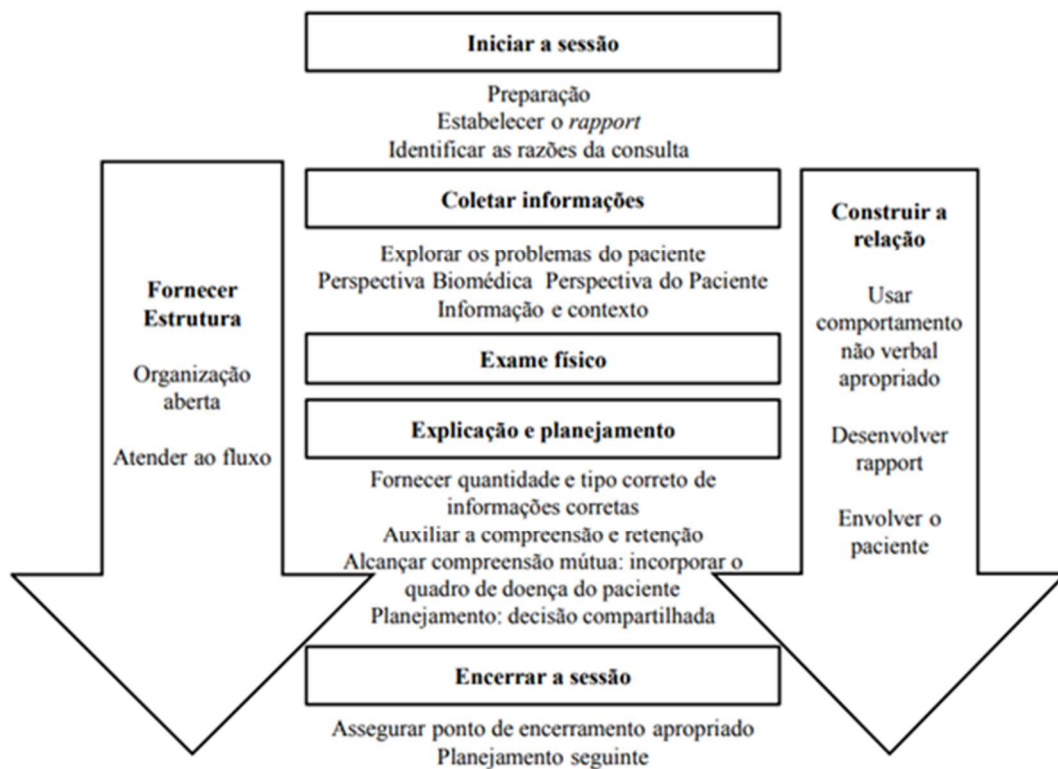 Iniciar a sessão
Preparação
Estabelecer o rapport
Identificar as razões da consulta
Coletar informações
Explorar os problemas do paciente
Perspectiva Biomédica Perspectiva do Paciente
Informação e contexto
Exame físico
Explicação e planejamento
Fornecer quantidade e tipo correto de
informações corretas
Auxiliar a compreensão e retenção
Alcançar compreensão mútua: incorporar o
quadro de doença do paciente
Planejamento: decisão compartilhada
Encerrar a sessão
Assegurar ponto de encerramento apropriado
Planejamento seguinte
Fornecer
Estrutura
Organização
aberta
Atender ao fluxo
Construir a
relação
Usar
comportamento
não verbal
apropriado
Desenvolver
rapport
Envolver o
paciente